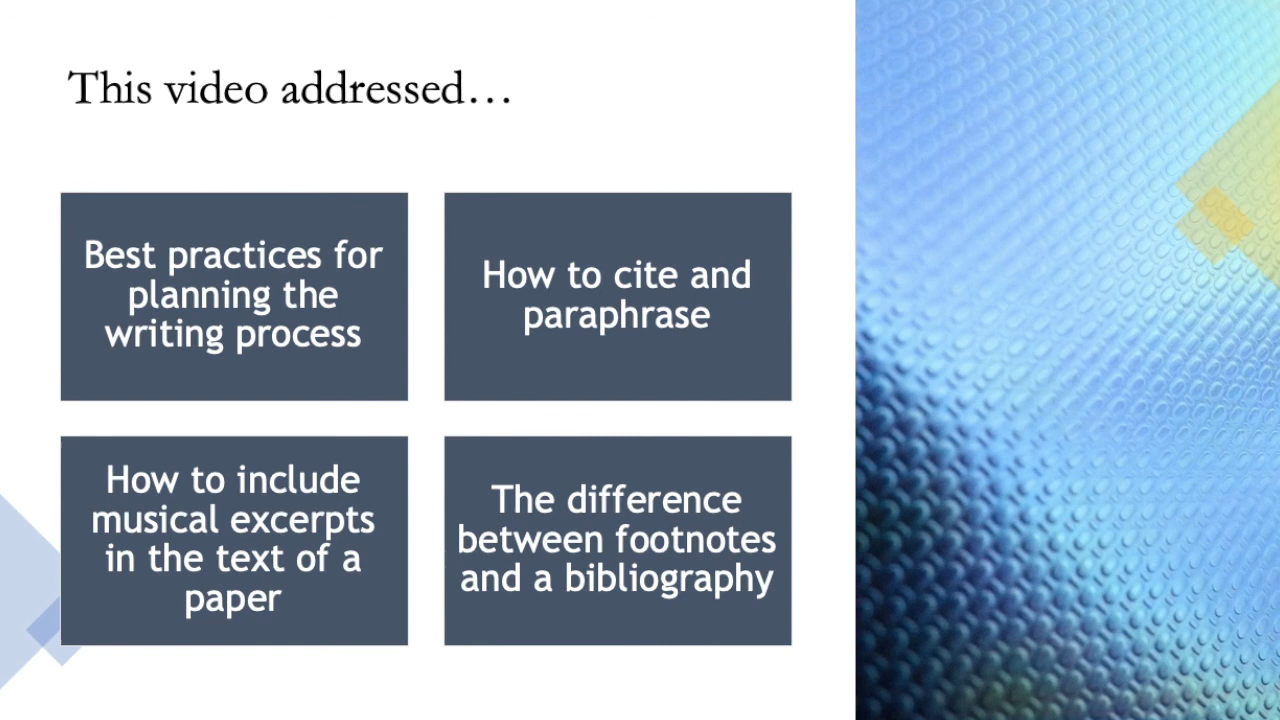 This video addressed…
Best practices for
planning the
writing process
How to cite and
paraphrase
How to include
musical excerpts
in the text of a
paper
The difference
between footnotes
and a bibliography